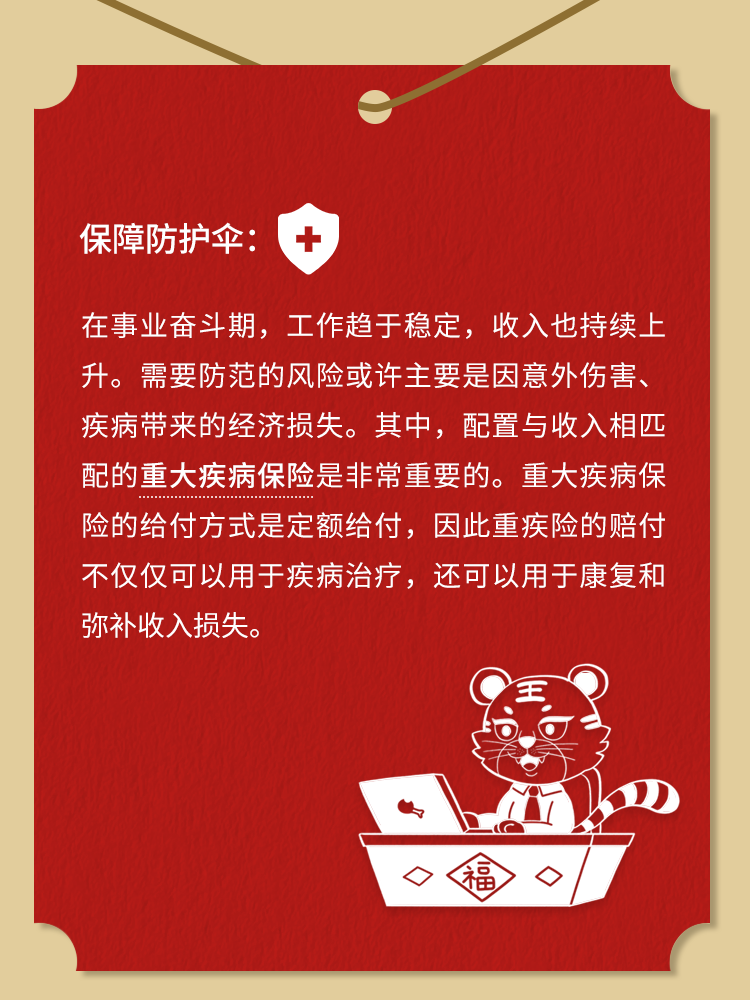 保障防护伞：
在事业奋斗期，工作趋于稳定，收入也持续上
升。需要防范的风险或许主要是因意外伤害、
疾病带来的经济损失。其中，配置与收入相匹
配的重大疾病保险是非常重要的。重大疾病保
险的给付方式是定额给付，因此重疾险的赔付
不仅仅可以用于疾病治疗，还可以用于康复和
弥补收入损失。
王
福